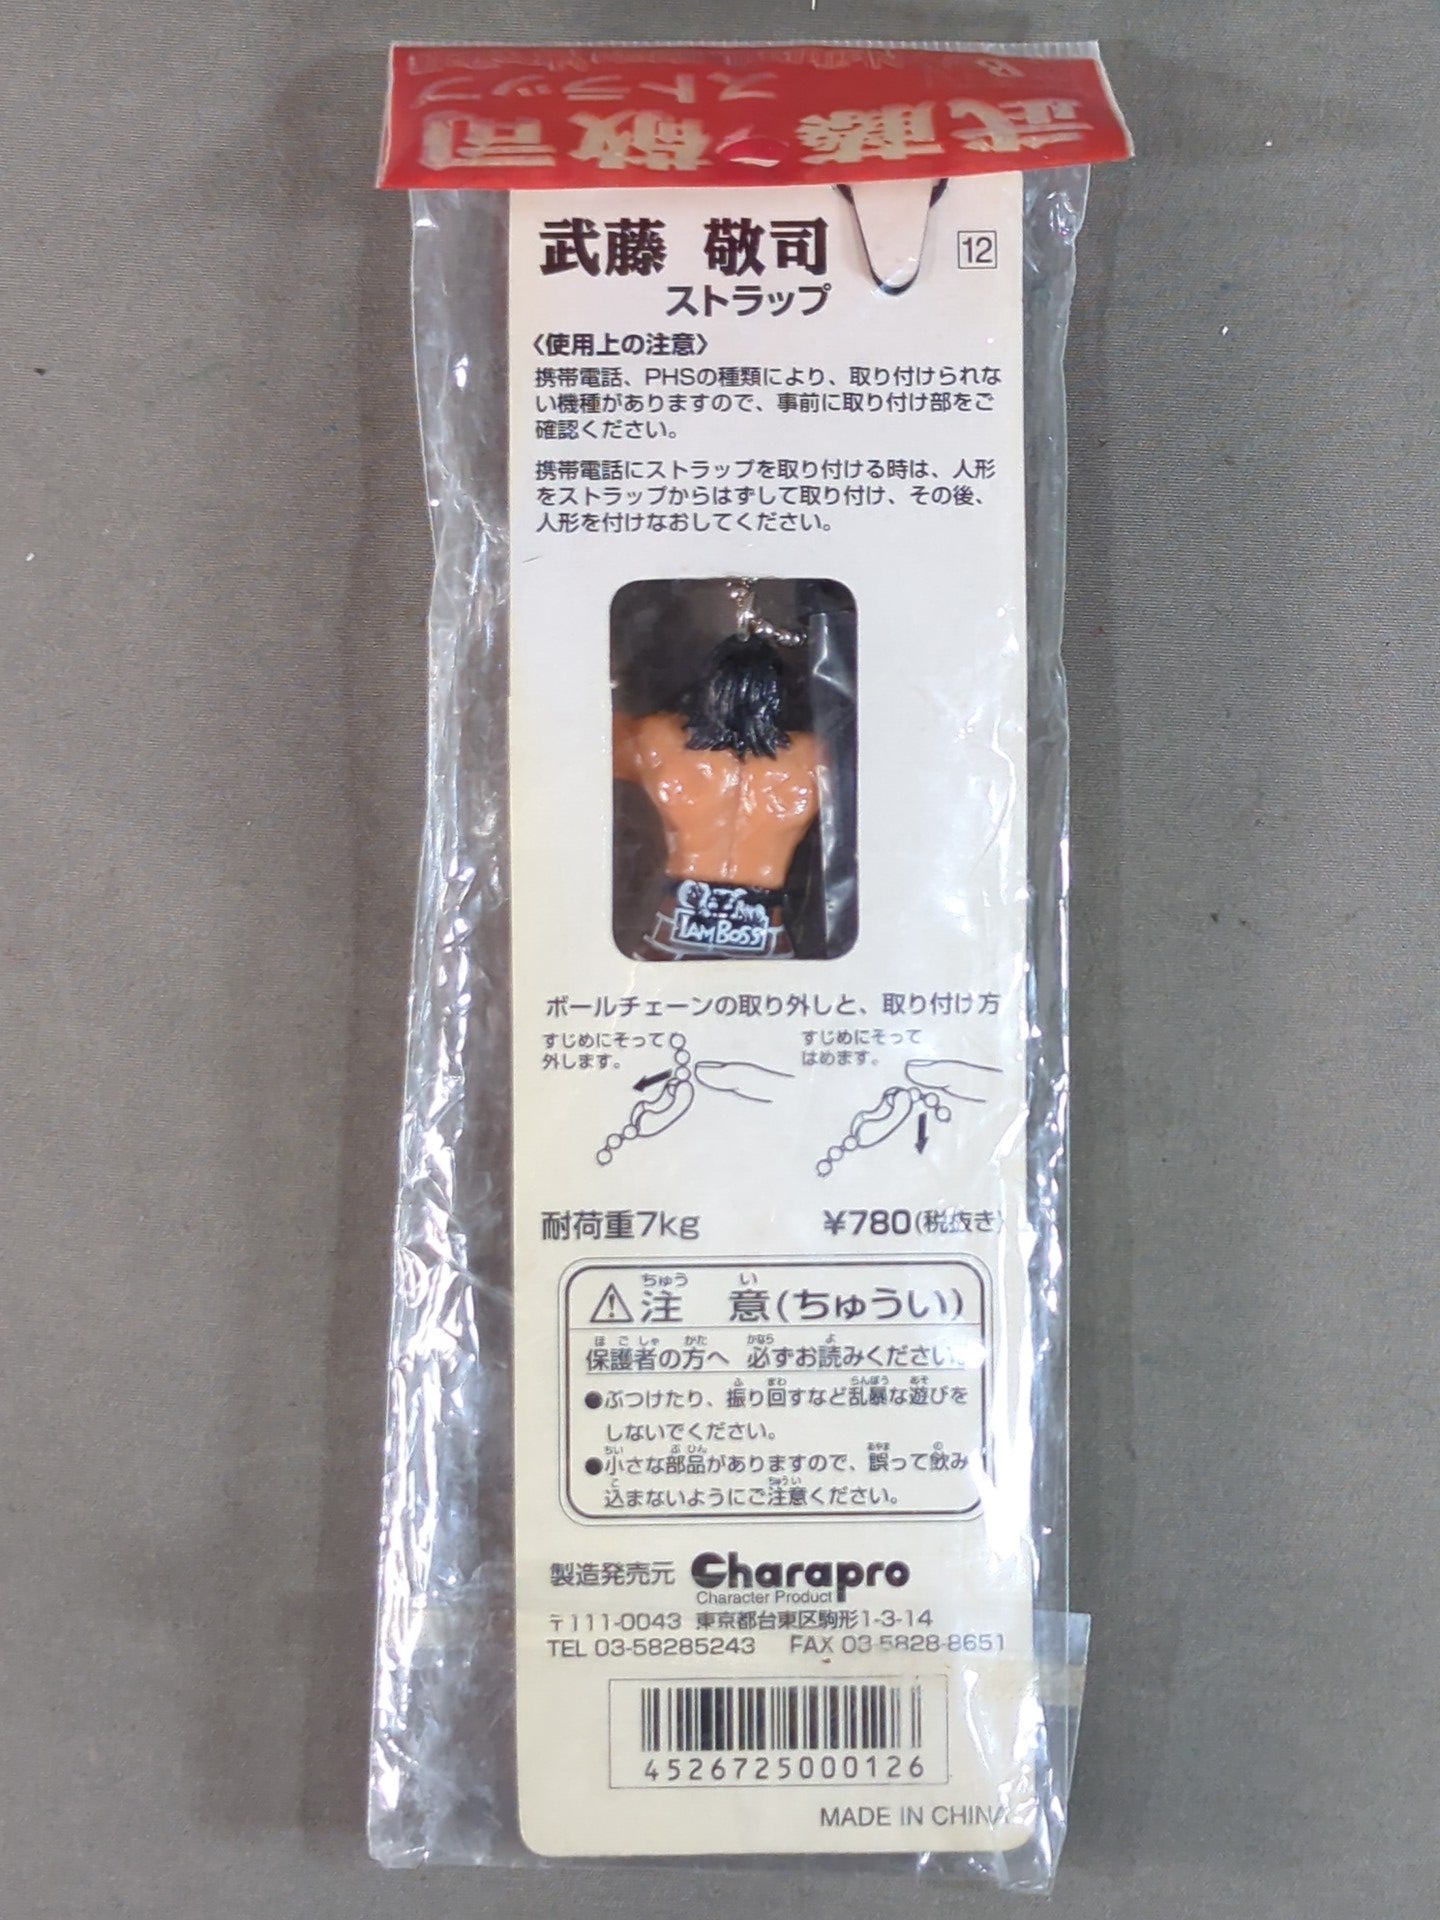 武藤 敬司
ストラップ
武藤 敬司
12
ストラップ
〈使用上の注意〉
携帯電話、PHSの種類により、取り付けられな
い機種がありますので、事前に取り付け部をご
確認ください。
携帯電話にストラップを取り付ける時は、人形
をストラップからはずして取り付け、その後、
人形を付けなおしてください。
I AM BOSS
ボールチェーンの取り外しと、取り付け方
すじめにそって
外します。
すじめにそって
はめます。
耐荷重7kg
¥780(税抜き)
⚠注意(ちゅうい)
保護者の方へ 必ずお読みください。
●ぶつけたり、振り回すなど乱暴な遊びを
しないでください。
●小さな部品がありますので、誤って飲み
込まないようにご注意ください。
製造発売元 Charapro
Character Product
〒111-0043 東京都台東区駒形1-3-14
TEL 03-58285243 FAX 03-5828-8651
4526725000126
MADE IN CHINA